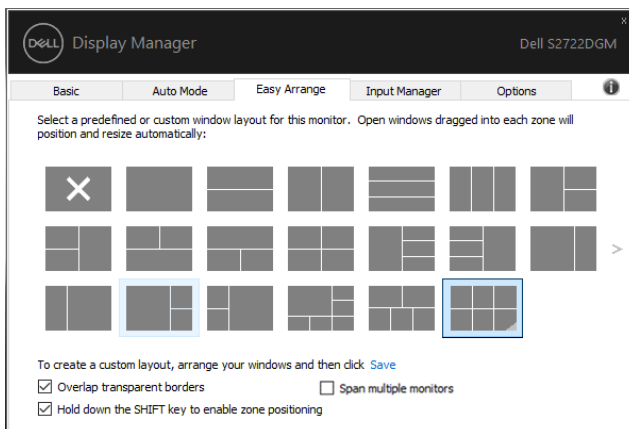 x
DELL Display Manager Dell S2722DGM
Basic Auto Mode Easy Arrange Input Manager Options i
Select a predefined or custom window layout for this monitor. Open windows dragged into each zone will
position and resize automatically:
>
To create a custom layout, arrange your windows and then click Save
Overlap transparent borders Span multiple monitors
Hold down the SHIFT key to enable zone positioning